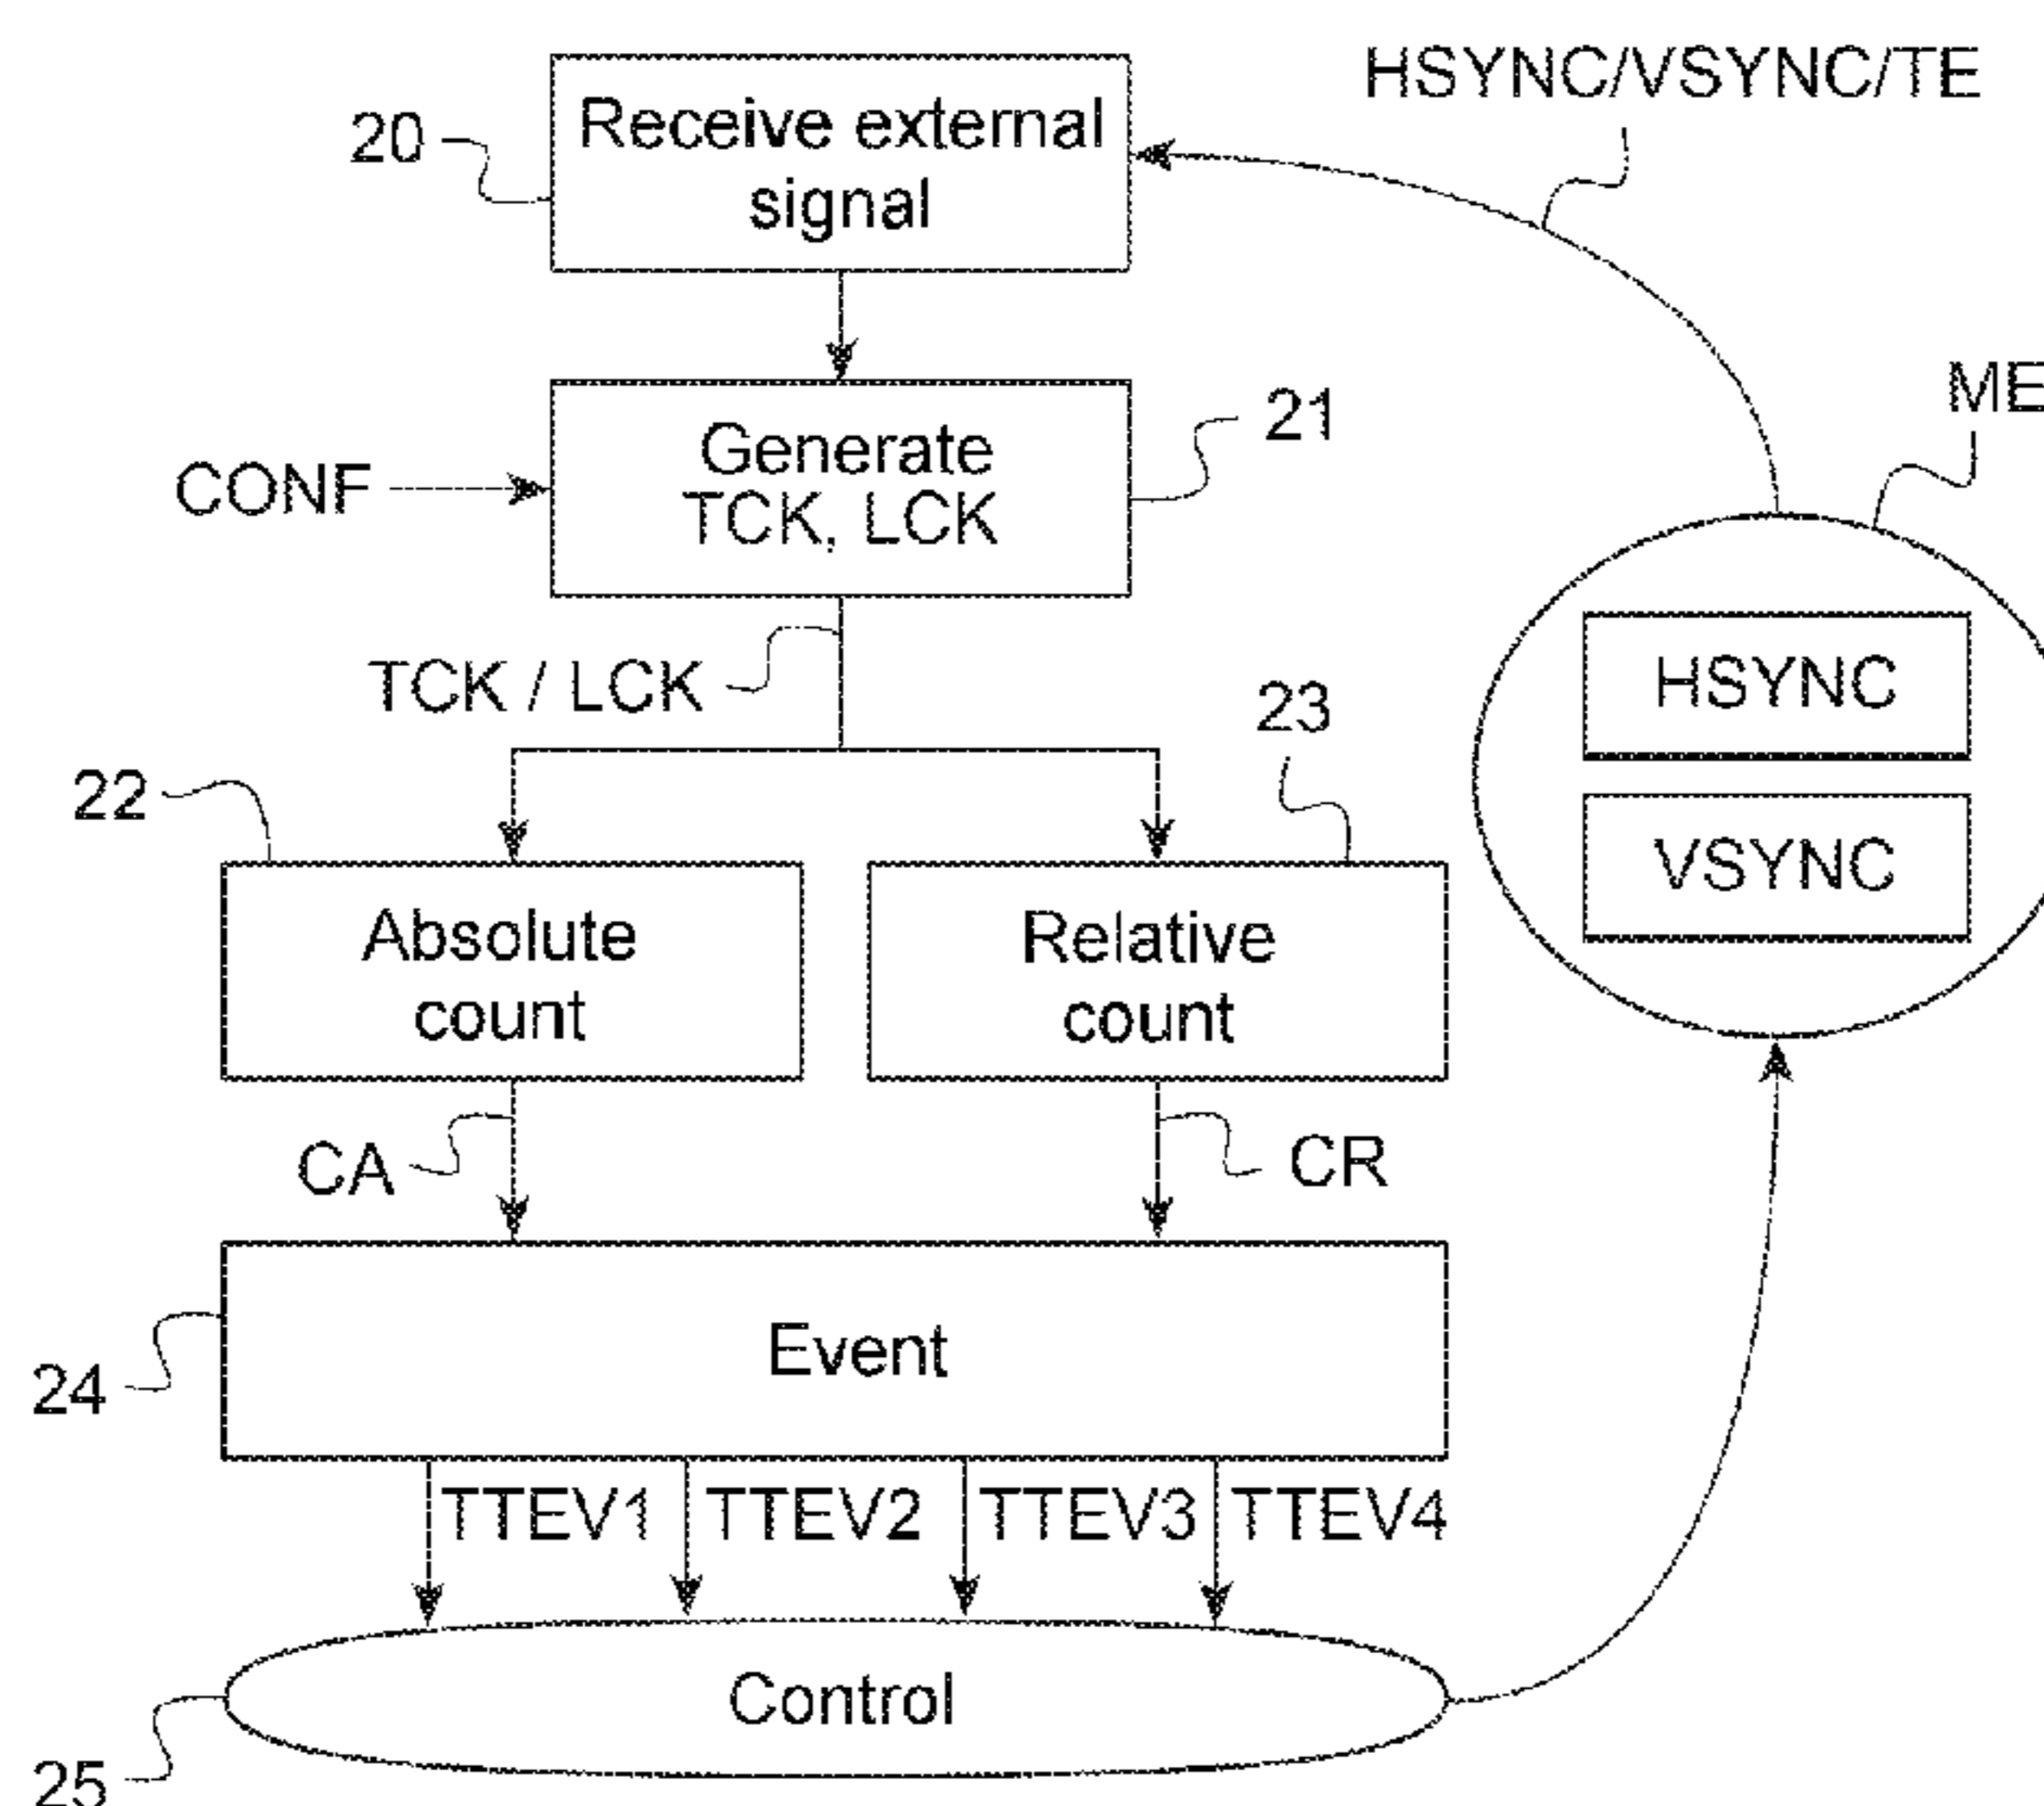 HSYNC/VSYNC/TE
20
Receive external
signal
ME
21
Generate
TCK, LCK
CONF
TCK / LCK
23
HSYNC
22
VSYNC
Absolute
count
Relative
count
CA
CR
Event
24
TTEV1
TTEV2
TTEV3
TTEV4
Control
25